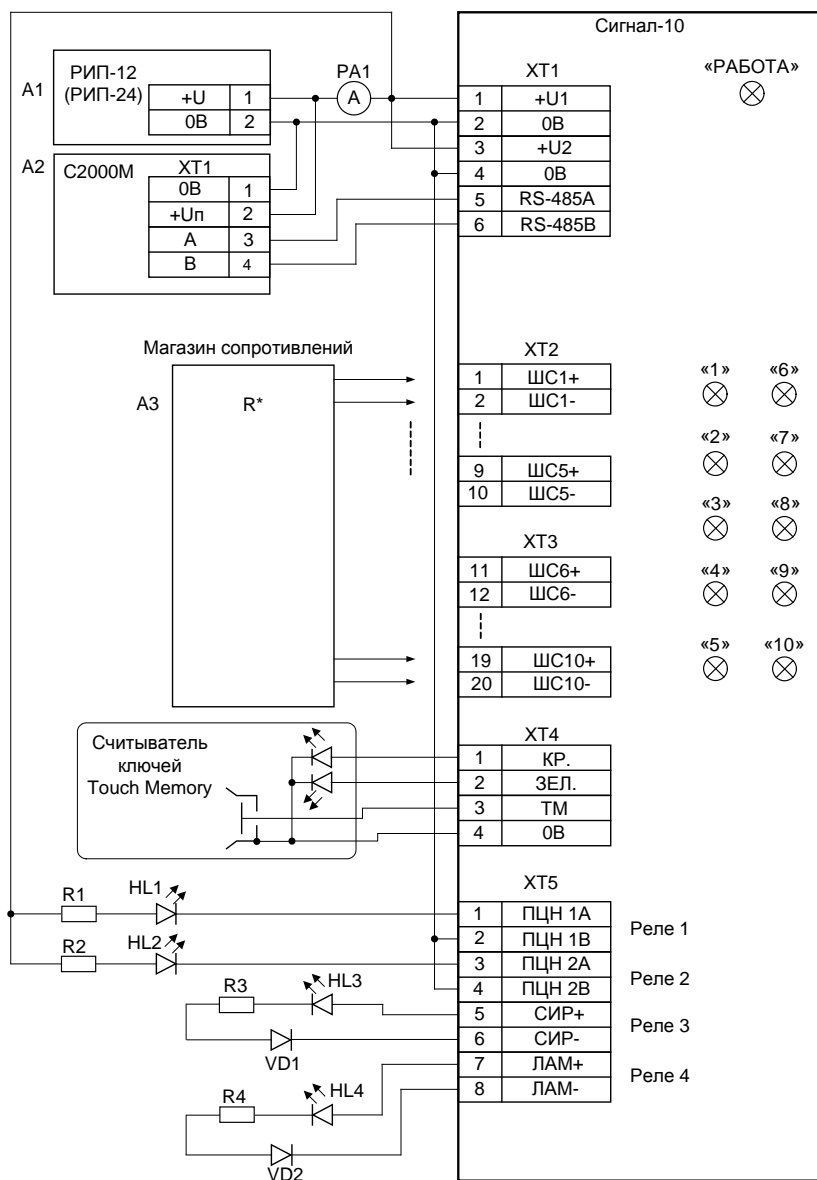 Сигнал-10
A1
РИП-12
(РИП-24)
+U 1
0В 2
PA1
A
XT1
1 +U1
2 0В
3 +U2
4 0В
5 RS-485A
6 RS-485B
«РАБОТА»
A2
С2000М
XT1
0В 1
+Uп 2
A 3
B 4
Магазин сопротивлений
A3
R*
XT2
1 ШС1+
2 ШС1-
9 ШС5+
10 ШС5-
XT3
11 ШС6+
12 ШС6-
19 ШС10+
20 ШС10-
«1» «6»
«2» «7»
«3» «8»
«4» «9»
«5» «10»
Считыватель
ключей
Touch Memory
XT4
1 КР.
2 ЗЕЛ.
3 ТМ
4 0В
XT5
1 ПЦН 1А
2 ПЦН 1В
3 ПЦН 2А
4 ПЦН 2В
5 СИР+
6 СИР-
7 ЛАМ+
8 ЛАМ-
Реле 1
Реле 2
Реле 3
Реле 4
R1
HL1
R2
HL2
R3
HL3
VD1
R4
HL4
VD2